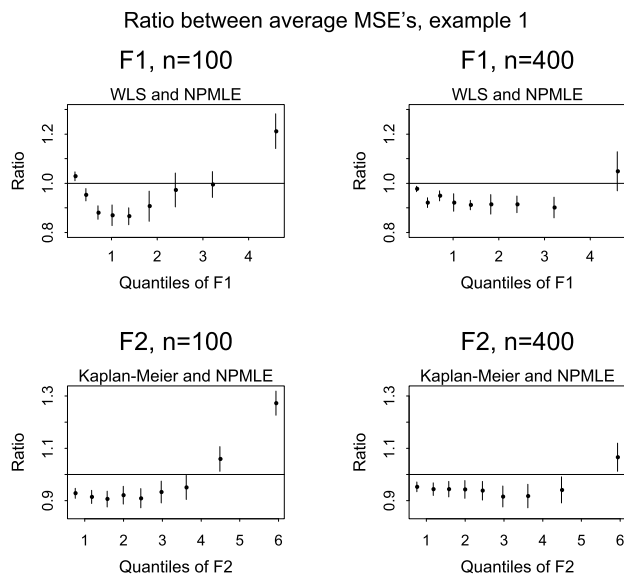 Ratio between average MSE's, example 1
F1, n=100
WLS and NPMLE
Ratio
0.8 1.0 1.2
1 2 3 4
Quantiles of F1
F1, n=400
WLS and NPMLE
Ratio
0.8 1.0 1.2
1 2 3 4
Quantiles of F1
F2, n=100
Kaplan-Meier and NPMLE
Ratio
0.9 1.1 1.3
1 2 3 4 5 6
Quantiles of F2
F2, n=400
Kaplan-Meier and NPMLE
Ratio
0.9 1.1 1.3
1 2 3 4 5 6
Quantiles of F2